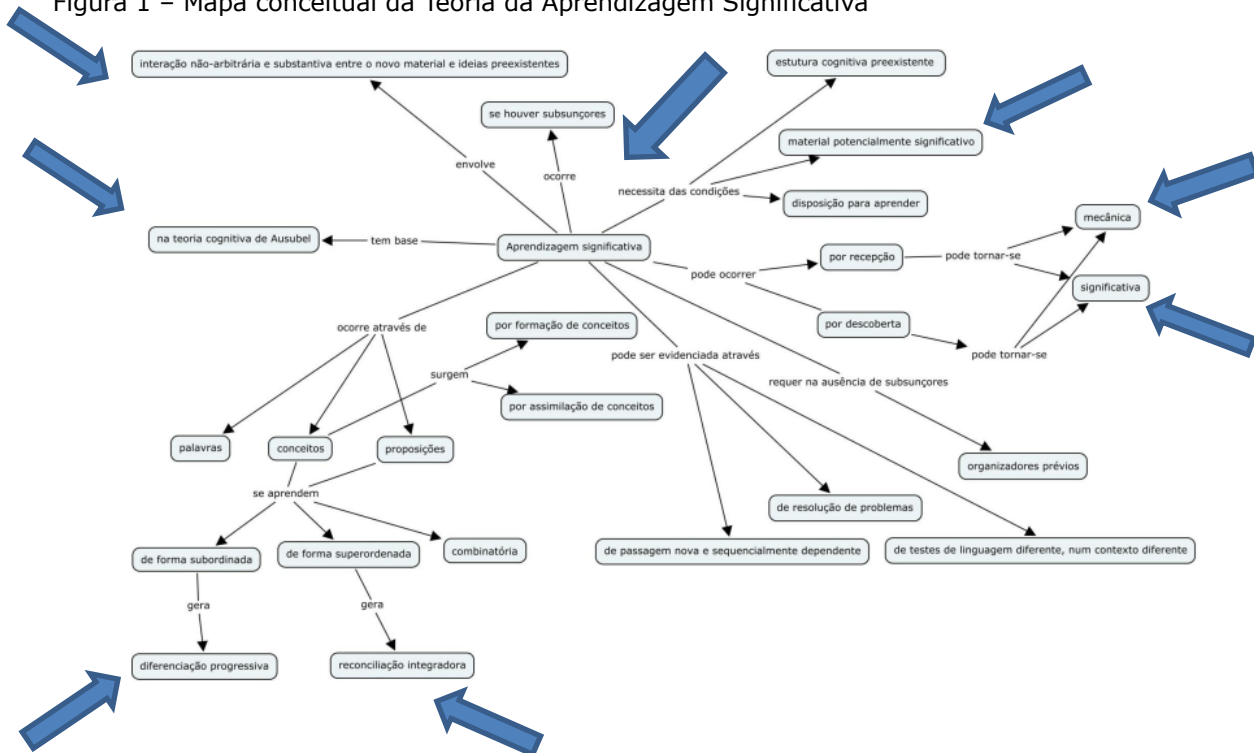 Figura 1 – Mapa conceitual da Teoria da Aprendizagem Significativa
interação não-arbitrária e substantiva entre o novo material e ideias preexistentes
estutura cognitiva preexistente
se houver subsunçores
material potencialmente significativo
envolve
ocorre
necessita das condições
disposição para aprender
mecânica
na teoria cognitiva de Ausubel
tem base
Aprendizagem significativa
pode ocorrer
por recepção
pode tornar-se
significativa
ocorre através de
por formação de conceitos
por descoberta
pode ser evidenciada através
pode tornar-se
surgem
requer na ausência de subsunçores
por assimilação de conceitos
palavras
conceitos
proposições
organizadores prévios
se aprendem
de resolução de problemas
de forma subordinada
de forma superordenada
combinatória
de passagem nova e sequencialmente dependente
de testes de linguagem diferente, num contexto diferente
gera
gera
diferenciação progressiva
reconciliação integradora